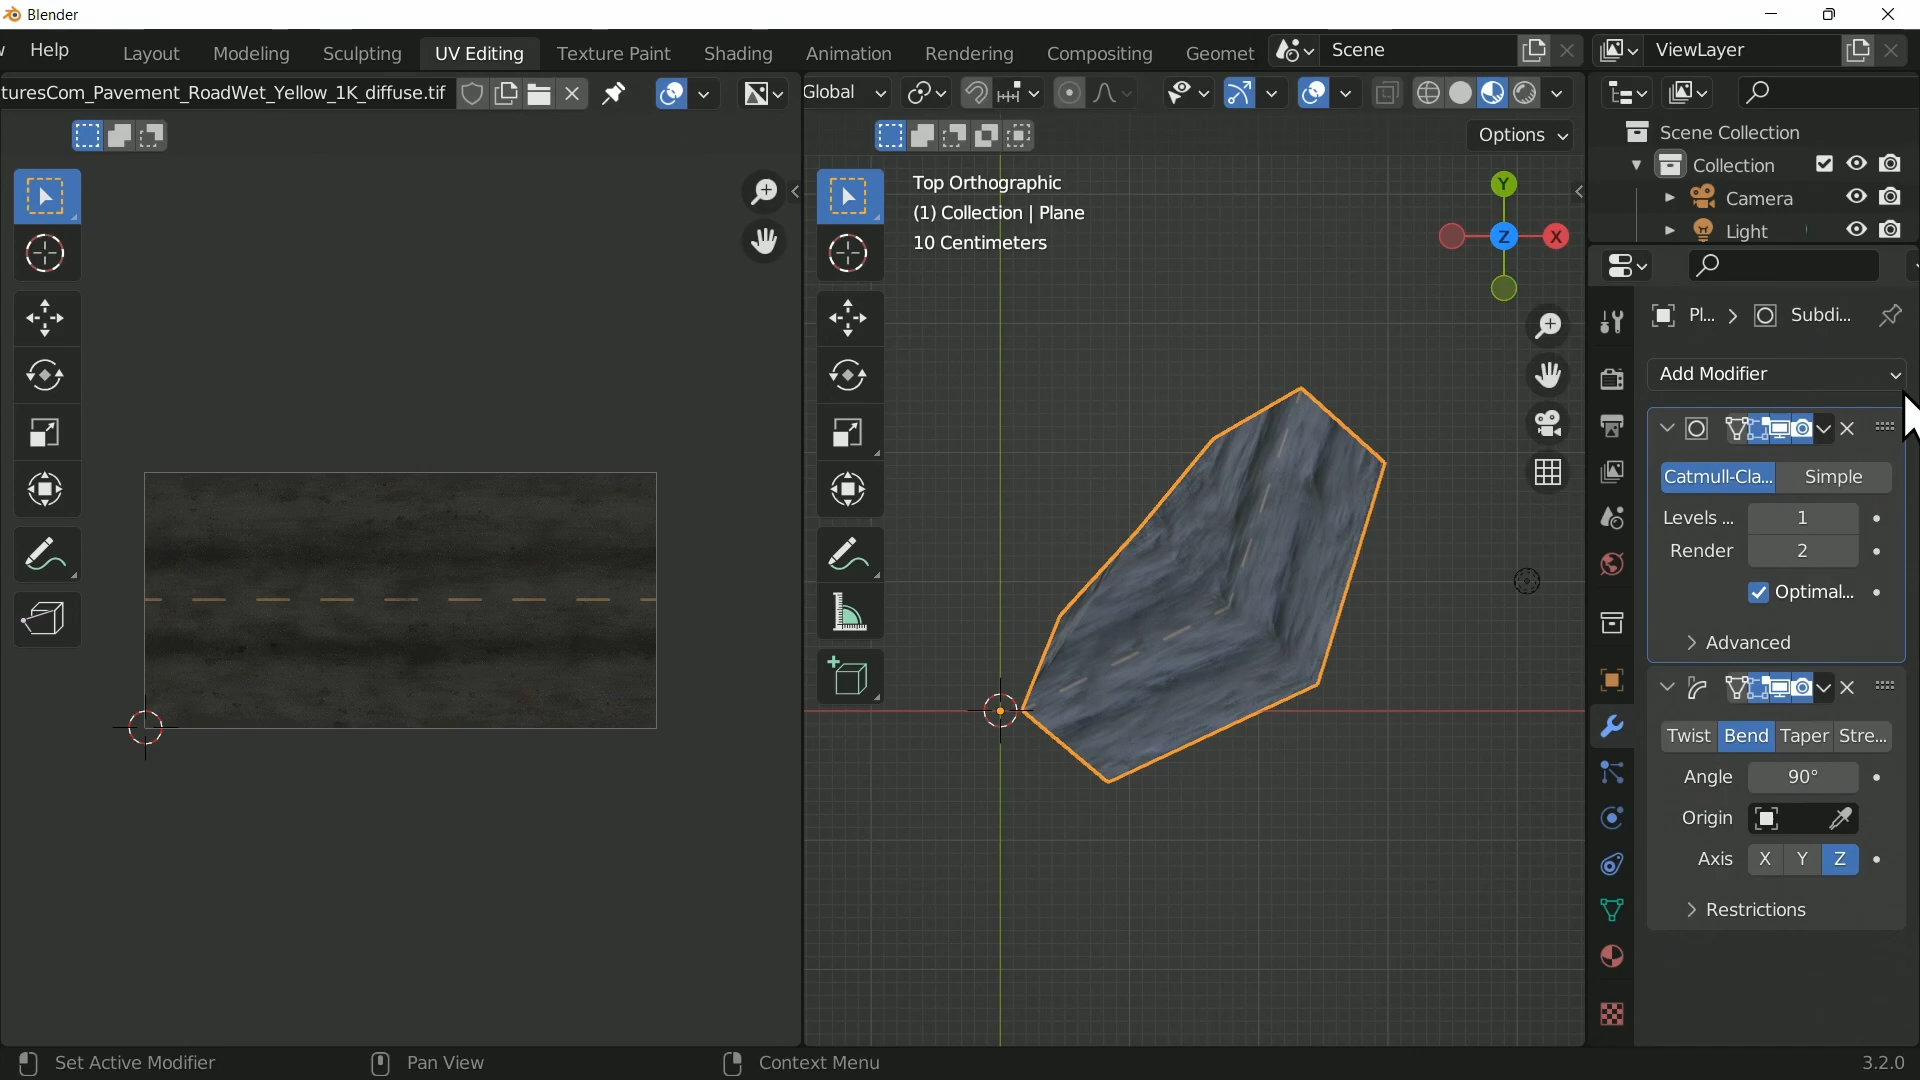 Blender
Help Layout Modeling Sculpting UV Editing Texture Paint Shading Animation Rendering Compositing Geomet Scene ViewLayer
turesCom_Pavement_RoadWet_Yellow_1K_diffuse.tif Global
Options
Top Orthographic
(1) Collection | Plane
10 Centimeters
Y
Z
X
Scene Collection
Collection
Camera
Light
Pl... Subdi...
Add Modifier
Catmull-Cla... Simple
Levels ... 1
Render 2
Optimal...
Advanced
Twist Bend Taper Stre...
Angle 90°
Origin
Axis X Y Z
Restrictions
Set Active Modifier Pan View Context Menu 3.2.0